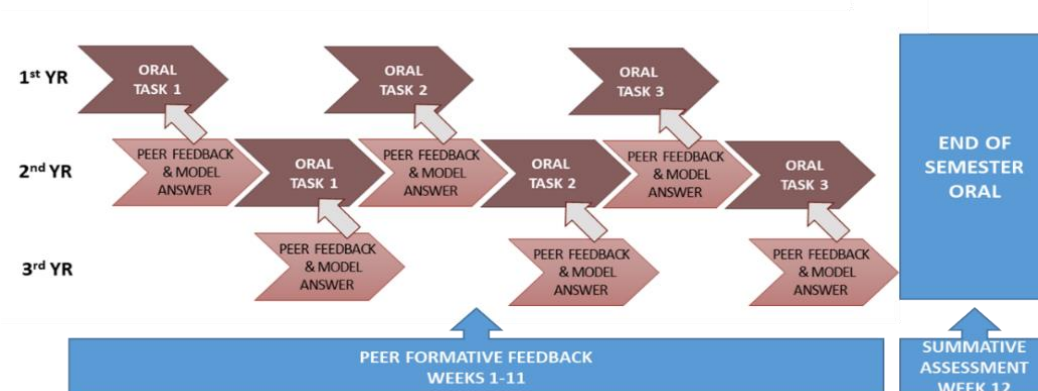 1st YR
ORAL
TASK 1
ORAL
TASK 2
ORAL
TASK 3
2nd YR
PEER FEEDBACK
& MODEL
ANSWER
ORAL
TASK 1
PEER FEEDBACK
& MODEL
ANSWER
ORAL
TASK 2
PEER FEEDBACK
& MODEL
ANSWER
ORAL
TASK 3
3rd YR
PEER FEEDBACK
& MODEL
ANSWER
PEER FEEDBACK
& MODEL
ANSWER
PEER FEEDBACK
& MODEL
ANSWER
END OF
SEMESTER
ORAL
PEER FORMATIVE FEEDBACK
WEEKS 1-11
SUMMATIVE
ASSESSMENT
WEEK 12